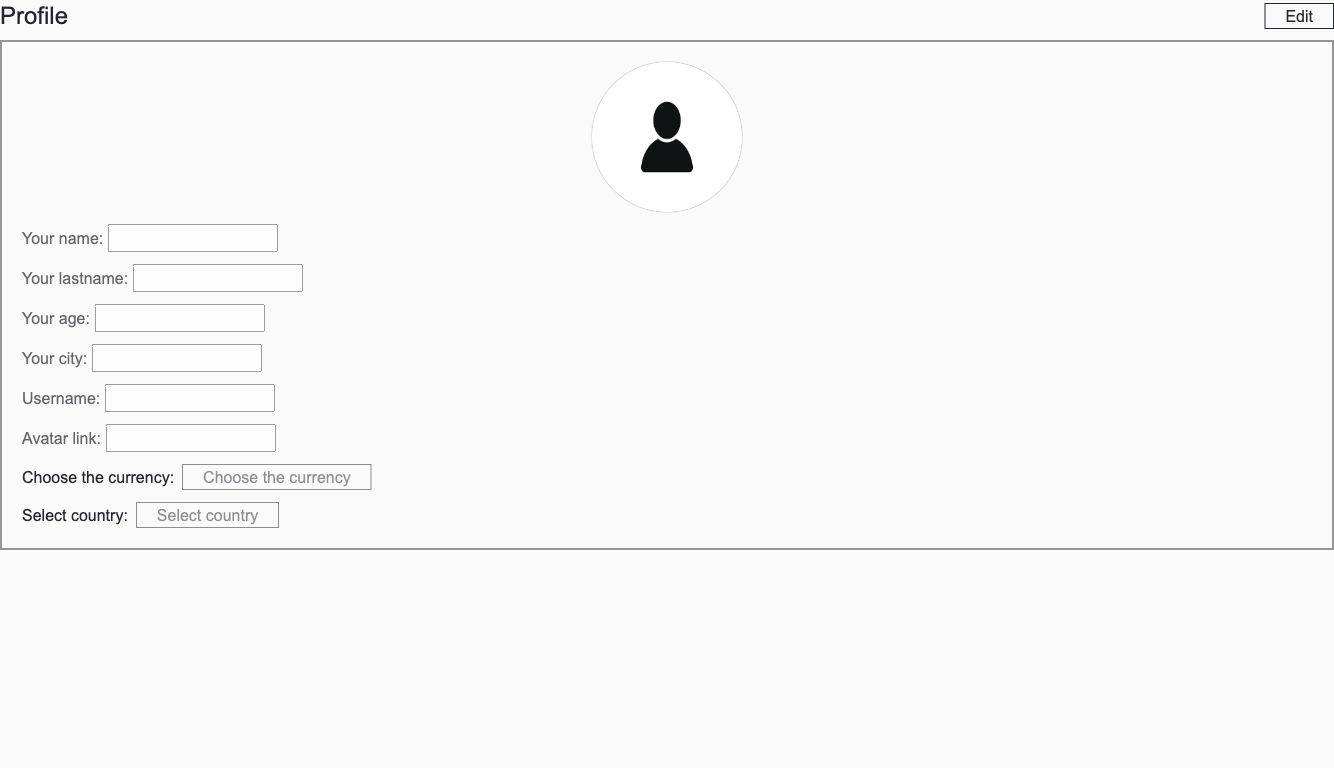 Profile Edit
Your name:
Your lastname:
Your age:
Your city:
Username:
Avatar link:
Choose the currency: Choose the currency
Select country: Select country